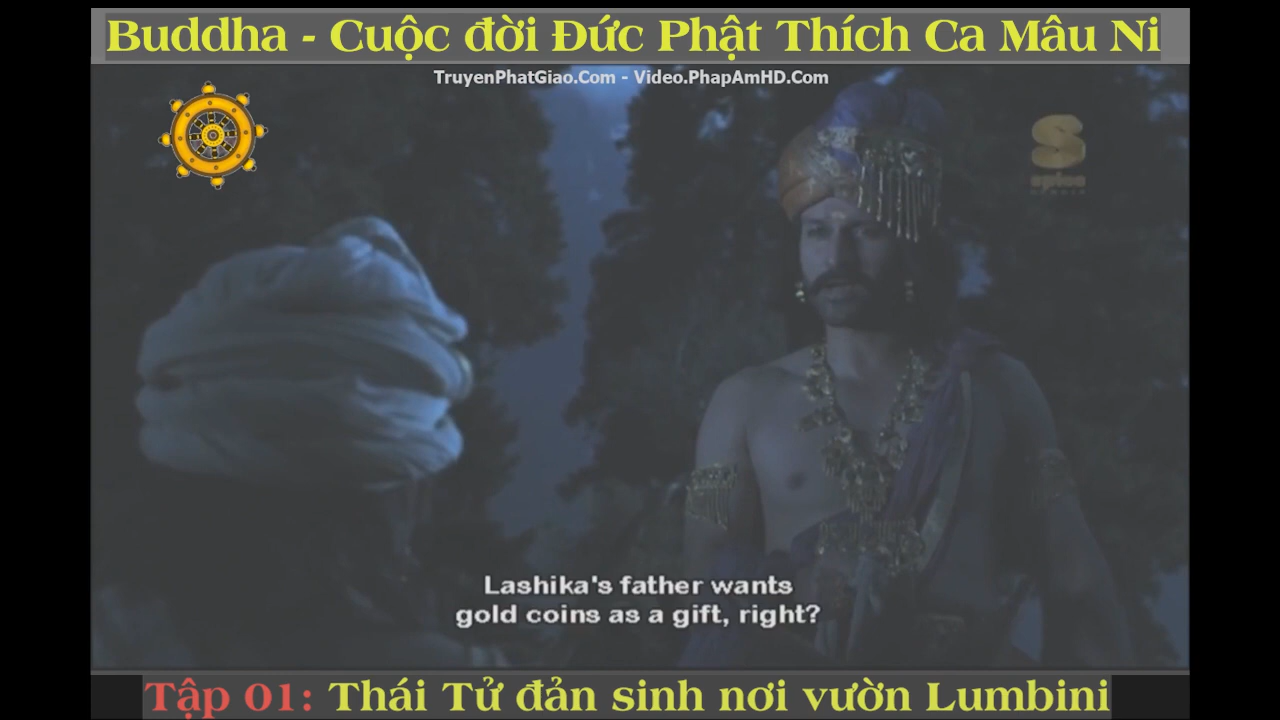 Buddha - Cuộc đời Đức Phật Thích Ca Mâu Ni
TruyenPhatGiao.Com - Video.PhapAmHD.Com
Lashika's father wants
gold coins as a gift, right?
Tập 01: Thái Tử đản sinh nơi vườn Lumbini